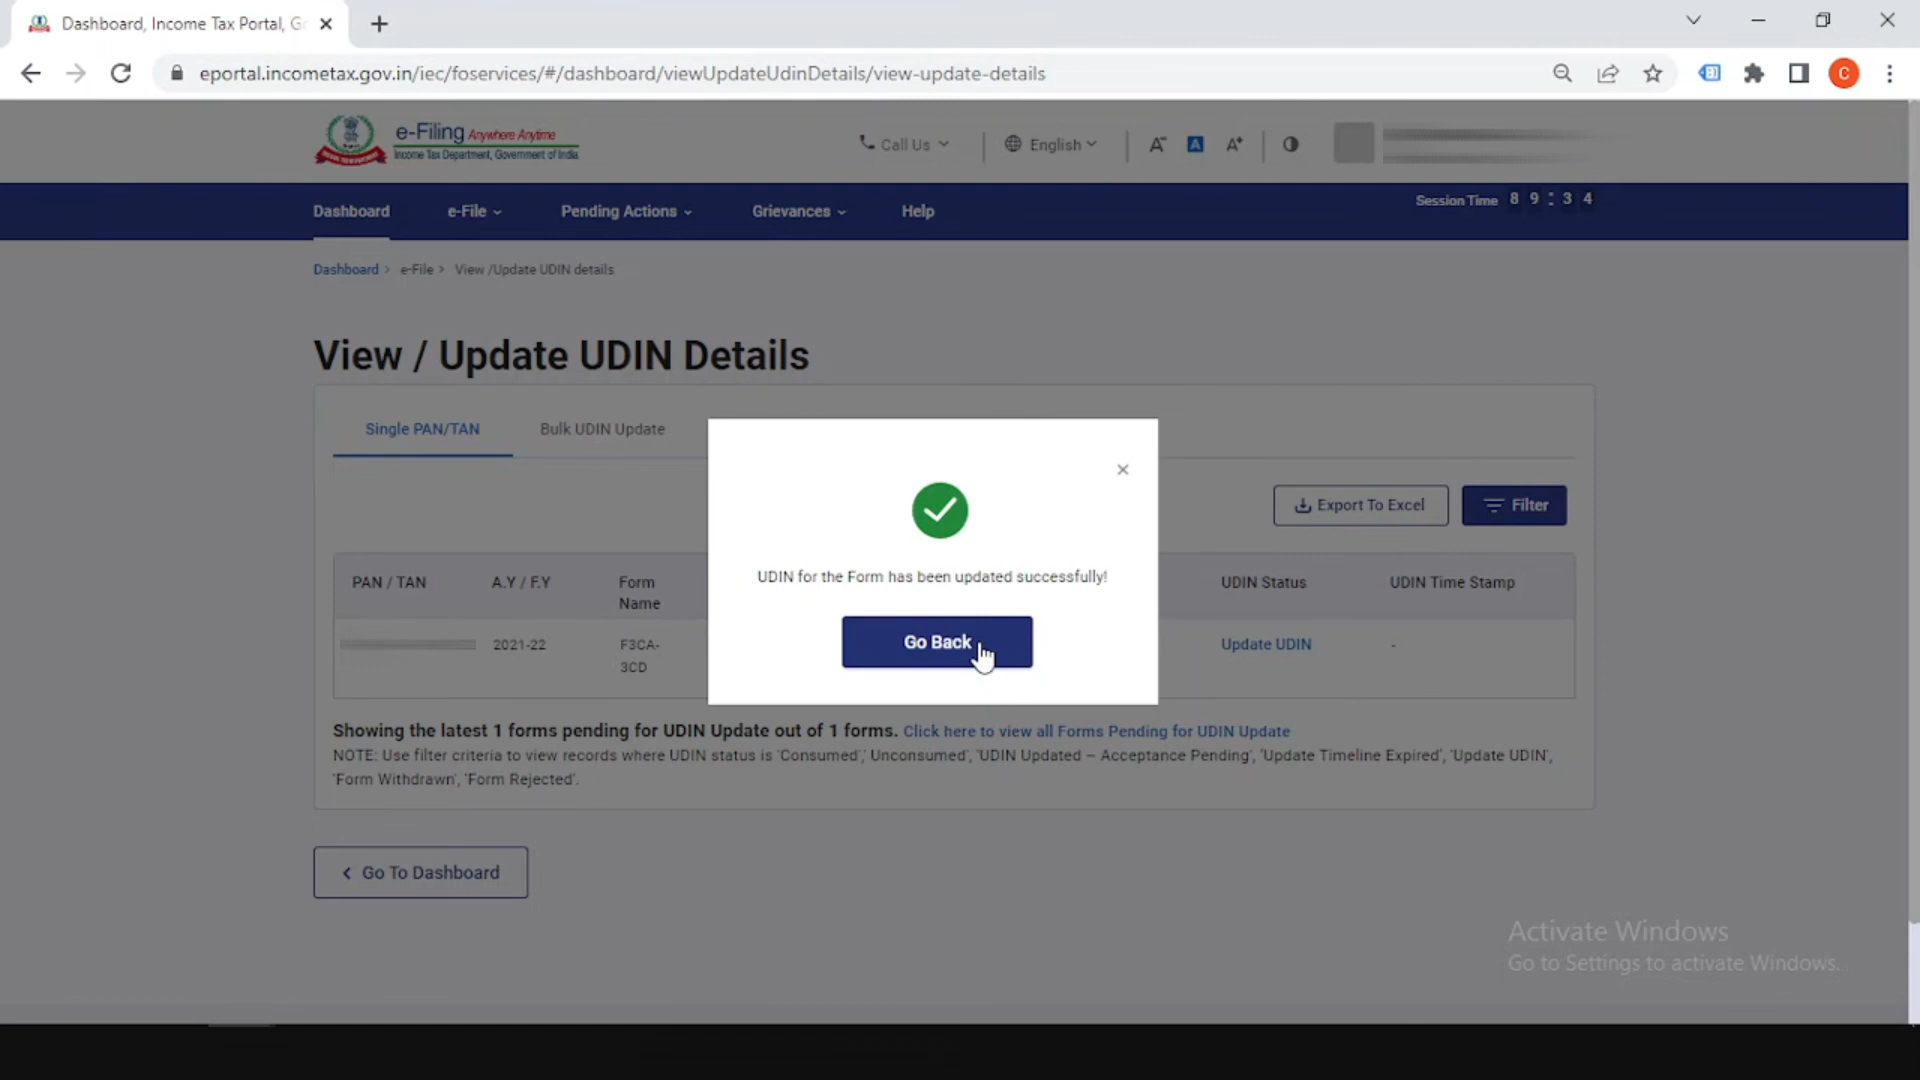 Dashboard, Income Tax Portal, G
eportal.incometax.gov.in/iec/foservices/#/dashboard/viewUpdateUdinDetails/view-update-details
C
e-Filing Anywhere Anytime
Income Tax Department, Government of India
Call Us
English
A-
A
A+
Dashboard
e-File
Pending Actions
Grievances
Help
Session Time 8 9 : 3 4
Dashboard > e-File > View /Update UDIN details
View / Update UDIN Details
Single PAN/TAN
Bulk UDIN Update
Export To Excel
Filter
UDIN for the Form has been updated successfully!
Go Back
PAN / TAN
A.Y / F.Y
Form
Name
UDIN Status
UDIN Time Stamp
2021-22
F3CA-
3CD
Update UDIN
-
Showing the latest 1 forms pending for UDIN Update out of 1 forms. Click here to view all Forms Pending for UDIN Update
NOTE: Use filter criteria to view records where UDIN status is 'Consumed',' Unconsumed', 'UDIN Updated – Acceptance Pending', 'Update Timeline Expired', 'Update UDIN',
'Form Withdrawn', 'Form Rejected'.
< Go To Dashboard
Activate Windows
Go to Settings to activate Windows.